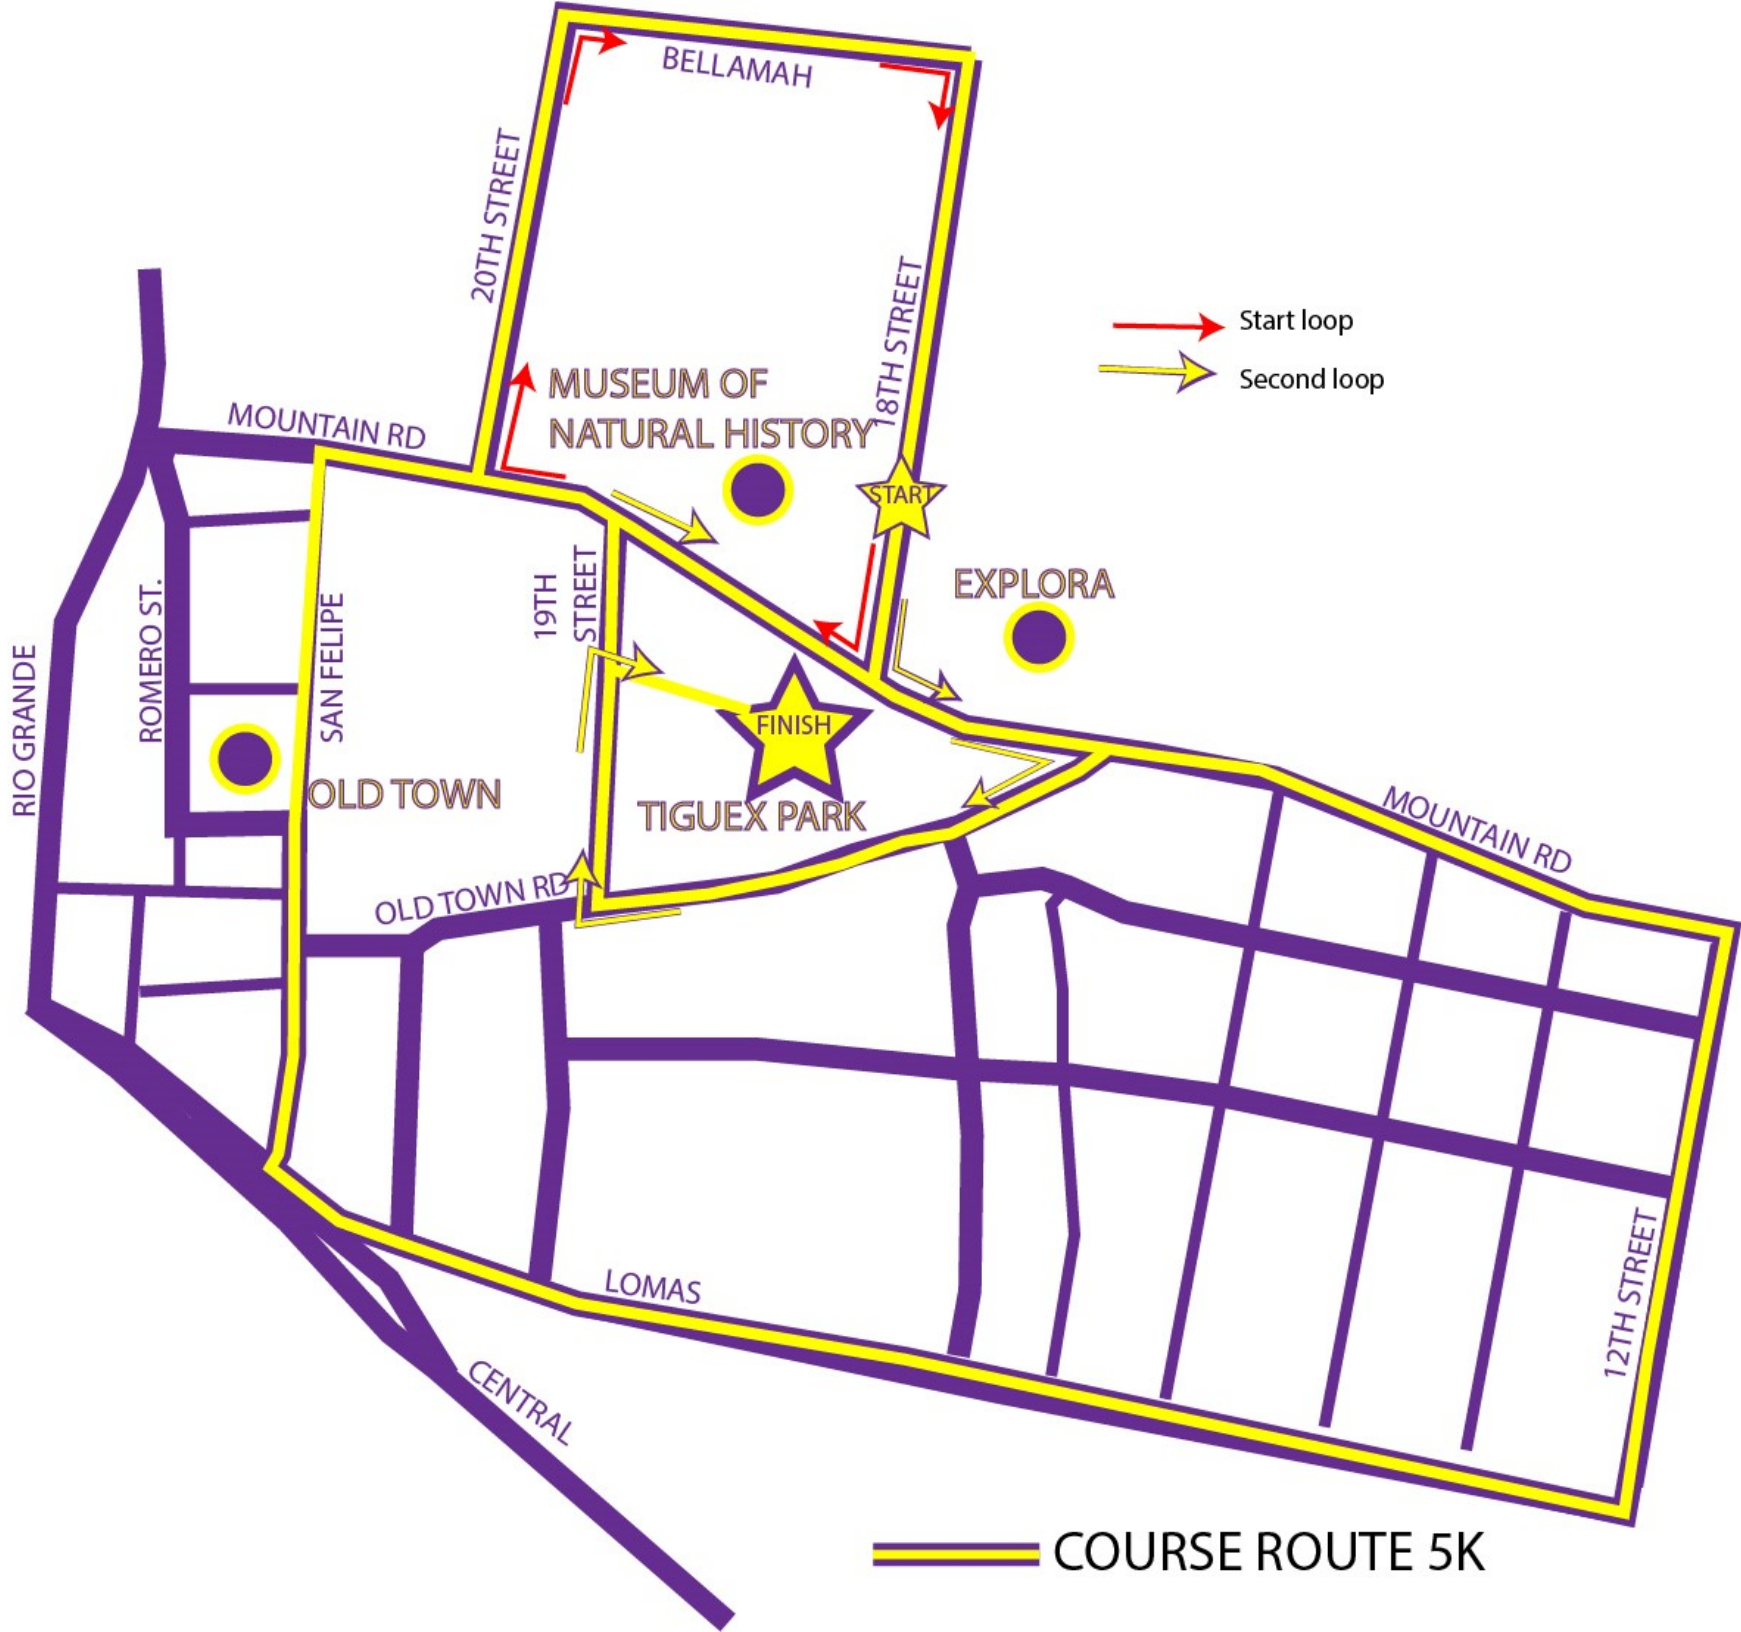 BELLAMAH
20TH STREET
18TH STREET
Start loop
Second loop
MUSEUM OF
NATURAL HISTORY
MOUNTAIN RD
START
EXPLORA
19TH
STREET
ROMERO ST.
SAN FELIPE
RIO GRANDE
FINISH
OLD TOWN
TIGUEX PARK
MOUNTAIN RD
OLD TOWN RD
12TH STREET
LOMAS
CENTRAL
COURSE ROUTE 5K